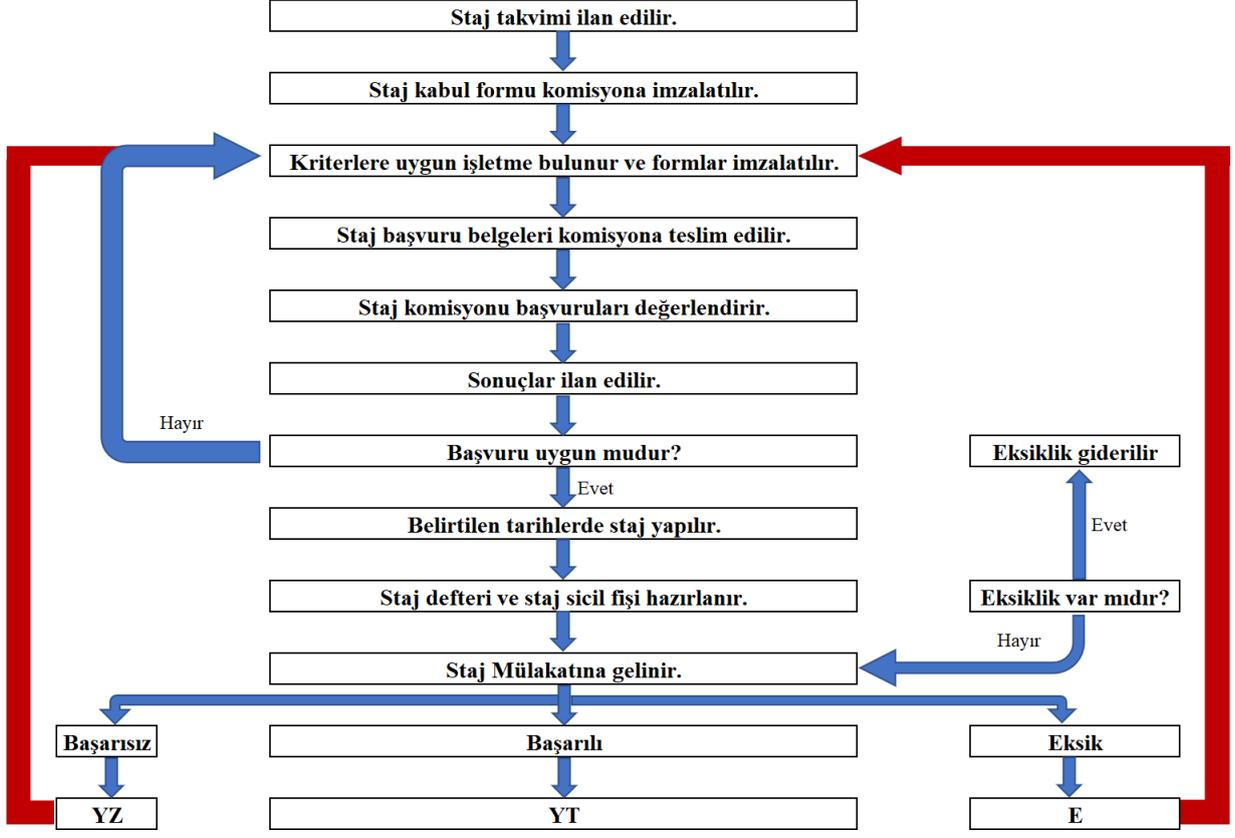 Staj takvimi ilan edilir.
Staj kabul formu komisyona imzalatılır.
Kriterlere uygun işletme bulunur ve formlar imzalatılır.
Staj başvuru belgeleri komisyona teslim edilir.
Staj komisyonu başvuruları değerlendirir.
Sonuçlar ilan edilir.
Hayır
Başvuru uygun mudur?
Eksiklik giderilir
Evet
Belirtilen tarihlerde staj yapılır.
Evet
Staj defteri ve staj sicil fişi hazırlanır.
Eksiklik var mıdır?
Hayır
Staj Mülakatına gelinir.
Başarısız
Başarılı
Eksik
YZ
YT
E